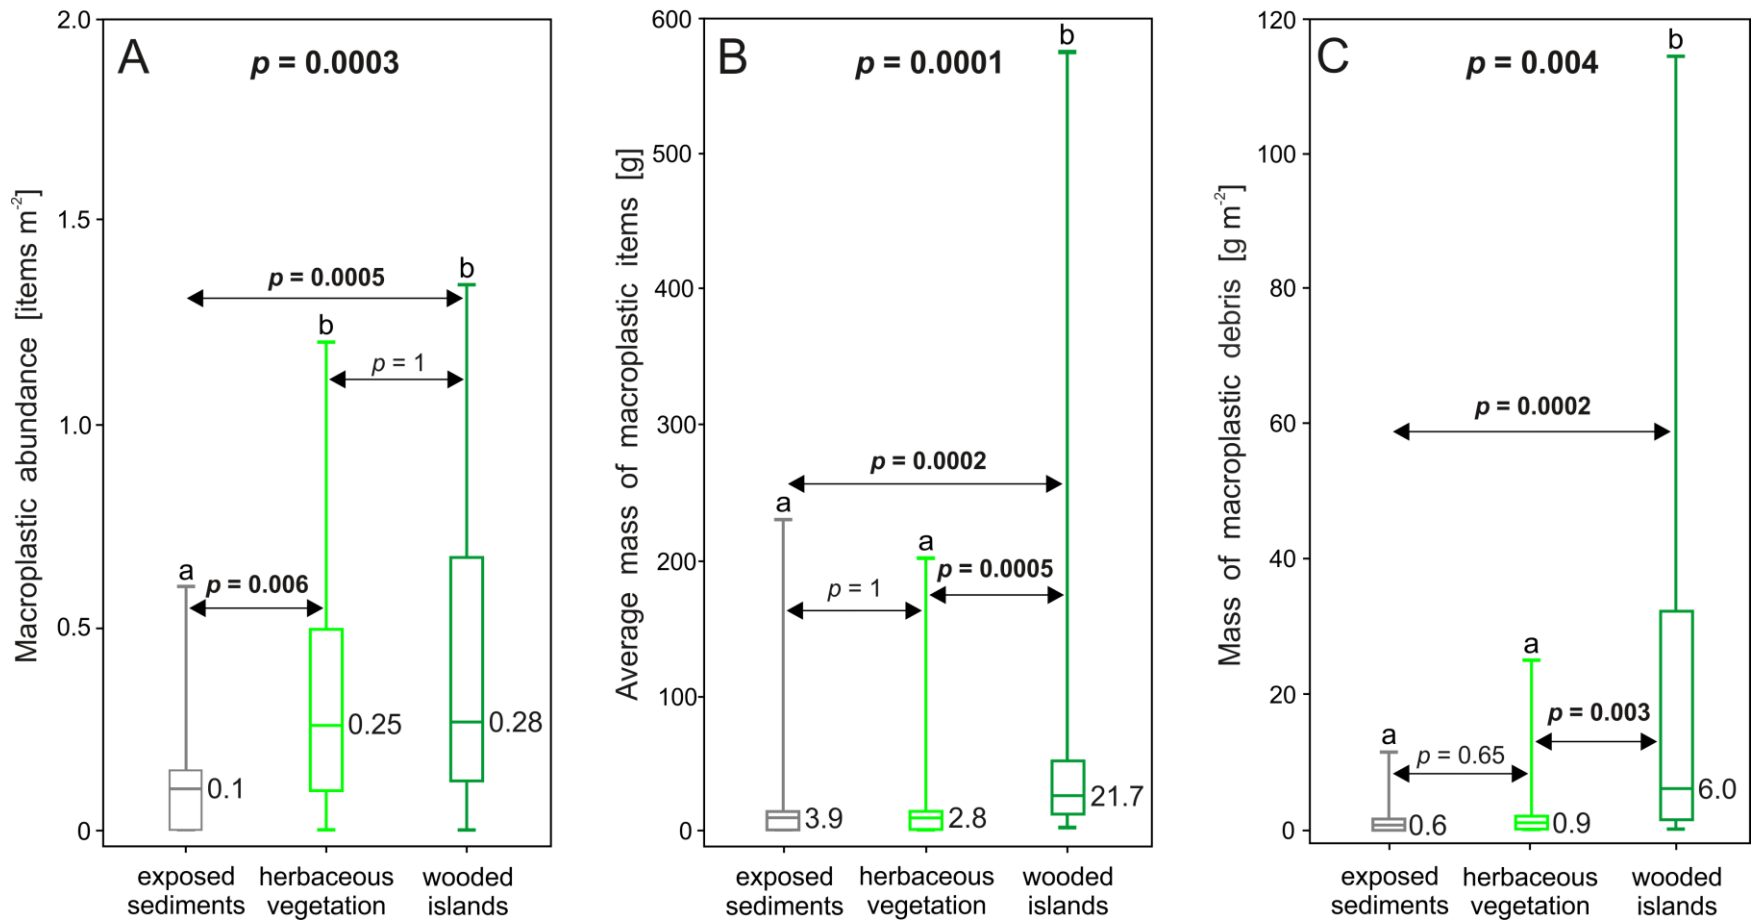 A
p = 0.0003
Macroplastic abundance [items m⁻²]
2.0
1.5
1.0
0.5
0
p = 0.0005
b
b
p = 1
a
p = 0.006
0.1
0.25
0.28
exposed
sediments
herbaceous
vegetation
wooded
islands
B
p = 0.0001
Average mass of macroplastic items [g]
600
500
400
300
200
100
0
b
p = 0.0002
a
a
p = 1
p = 0.0005
3.9
2.8
21.7
exposed
sediments
herbaceous
vegetation
wooded
islands
C
p = 0.004
Mass of macroplastic debris [g m⁻²]
120
100
80
60
40
20
0
b
p = 0.0002
a
a
p = 0.65
p = 0.003
0.6
0.9
6.0
exposed
sediments
herbaceous
vegetation
wooded
islands